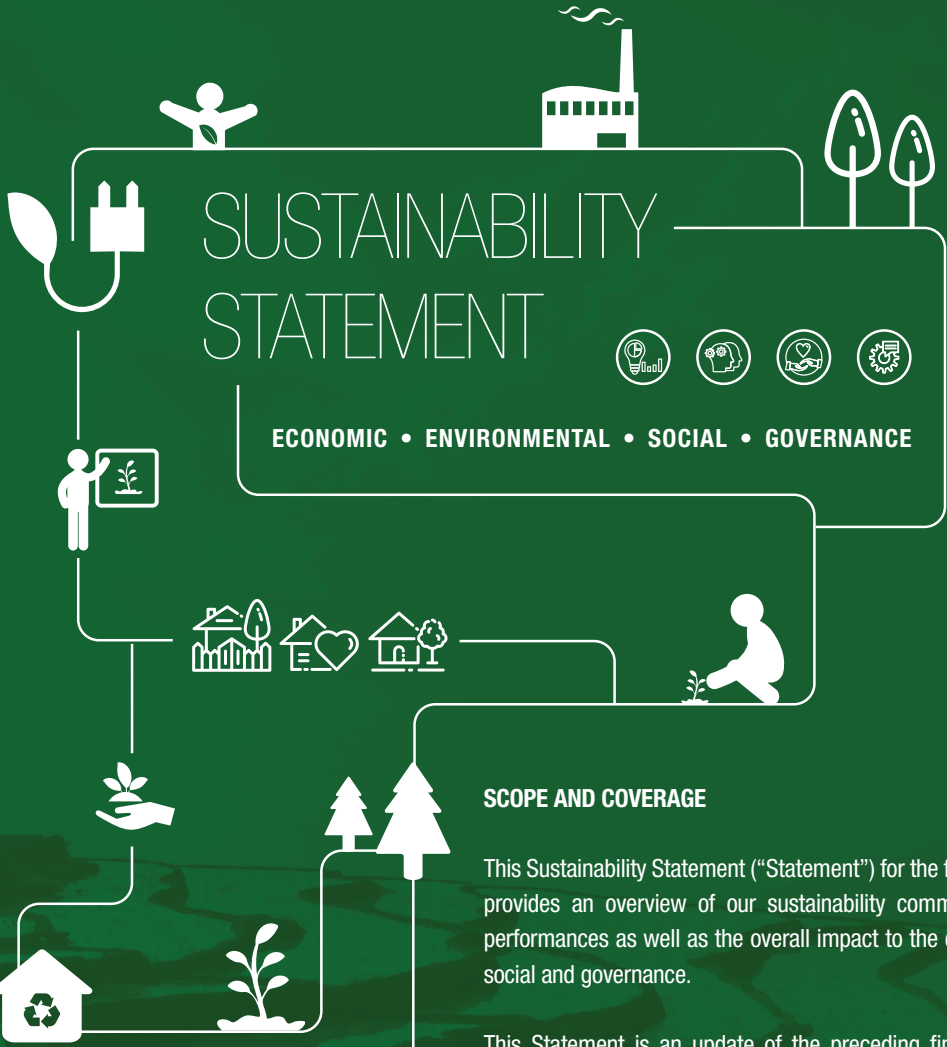 SUSTAINABILITY
STATEMENT
ECONOMIC • ENVIRONMENTAL • SOCIAL • GOVERNANCE
SCOPE AND COVERAGE
This Sustainability Statement (“Statement”) for the
provides an overview of our sustainability
performances as well as the overall impact to the
social and governance.
This Statement is an update of the preceding